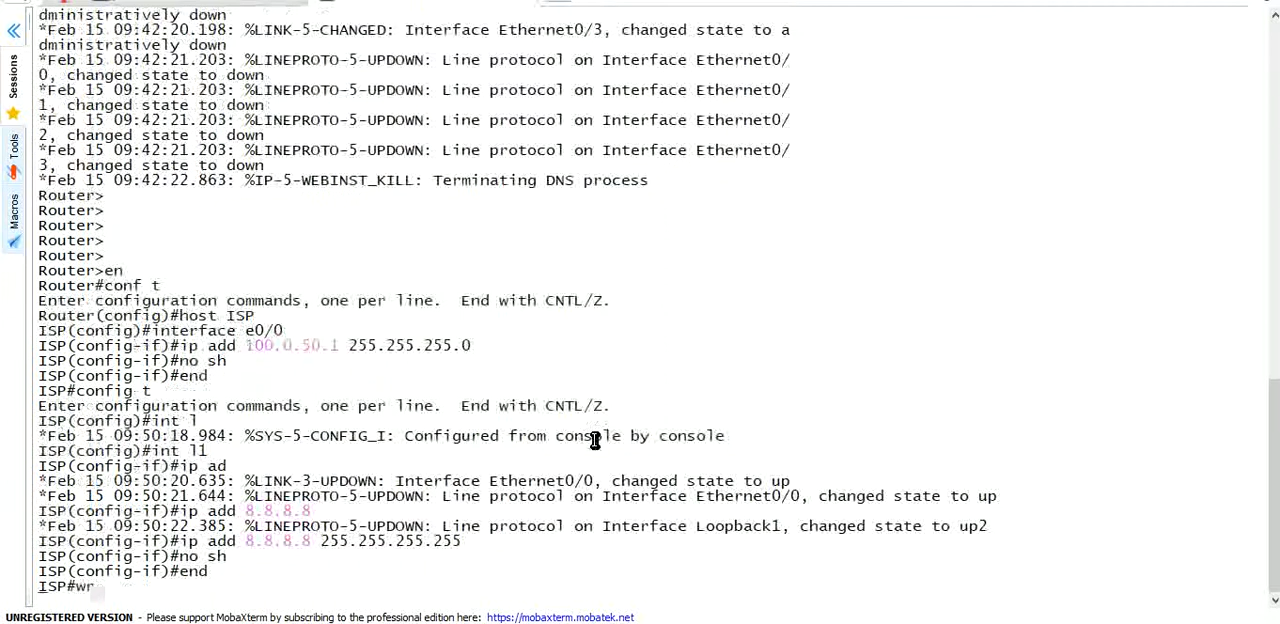 dministratively down
*Feb 15 09:42:20.198: %LINK-5-CHANGED: Interface Ethernet0/3, changed state to a
dministratively down
*Feb 15 09:42:21.203: %LINEPROTO-5-UPDOWN: Line protocol on Interface Ethernet0/
0, changed state to down
*Feb 15 09:42:21.203: %LINEPROTO-5-UPDOWN: Line protocol on Interface Ethernet0/
1, changed state to down
*Feb 15 09:42:21.203: %LINEPROTO-5-UPDOWN: Line protocol on Interface Ethernet0/
2, changed state to down
*Feb 15 09:42:21.203: %LINEPROTO-5-UPDOWN: Line protocol on Interface Ethernet0/
3, changed state to down
*Feb 15 09:42:22.863: %IP-5-WEBINST_KILL: Terminating DNS process
Router>
Router>
Router>
Router>
Router>
Router>en
Router#conf t
Enter configuration commands, one per line.  End with CNTL/Z.
Router(config)#host ISP
ISP(config)#interface e0/0
ISP(config-if)#ip add 100.0.50.1 255.255.255.0
ISP(config-if)#no sh
ISP(config-if)#end
ISP#config t
Enter configuration commands, one per line.  End with CNTL/Z.
ISP(config)#int l
*Feb 15 09:50:18.984: %SYS-5-CONFIG_I: Configured from console by console
ISP(config)#int l1
ISP(config-if)#ip ad
*Feb 15 09:50:20.635: %LINK-3-UPDOWN: Interface Ethernet0/0, changed state to up
*Feb 15 09:50:21.644: %LINEPROTO-5-UPDOWN: Line protocol on Interface Ethernet0/0, changed state to up
ISP(config-if)#ip add 8.8.8.8
*Feb 15 09:50:22.385: %LINEPROTO-5-UPDOWN: Line protocol on Interface Loopback1, changed state to up2
ISP(config-if)#ip add 8.8.8.8 255.255.255.255
ISP(config-if)#no sh
ISP(config-if)#end
ISP#wr
Sessions
Tools
Macros
UNREGISTERED VERSION - Please support MobaXterm by subscribing to the professional edition here: https://mobaxterm.mobatek.net